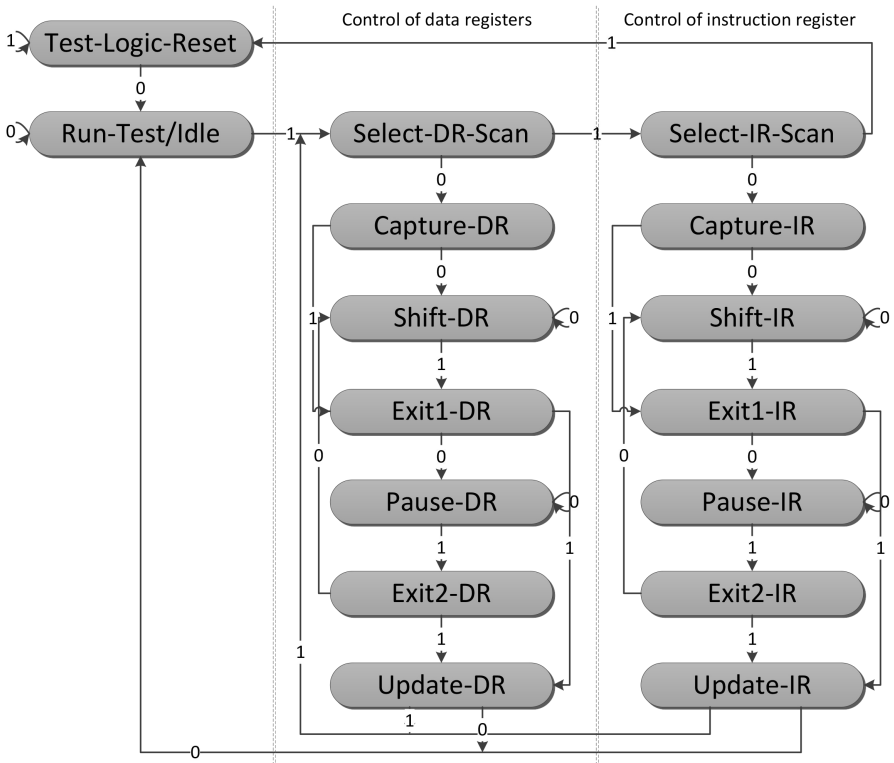 Control of data registers
Control of instruction register
1
Test-Logic-Reset
1
0
0
Run-Test/Idle
1
Select-DR-Scan
1
Select-IR-Scan
0
0
Capture-DR
Capture-IR
0
0
1
Shift-DR
0
1
Shift-IR
0
1
1
Exit1-DR
Exit1-IR
0
0
0
0
Pause-DR
0
Pause-IR
0
1
1
1
1
Exit2-DR
Exit2-IR
1
1
1
Update-DR
Update-IR
1
0
0